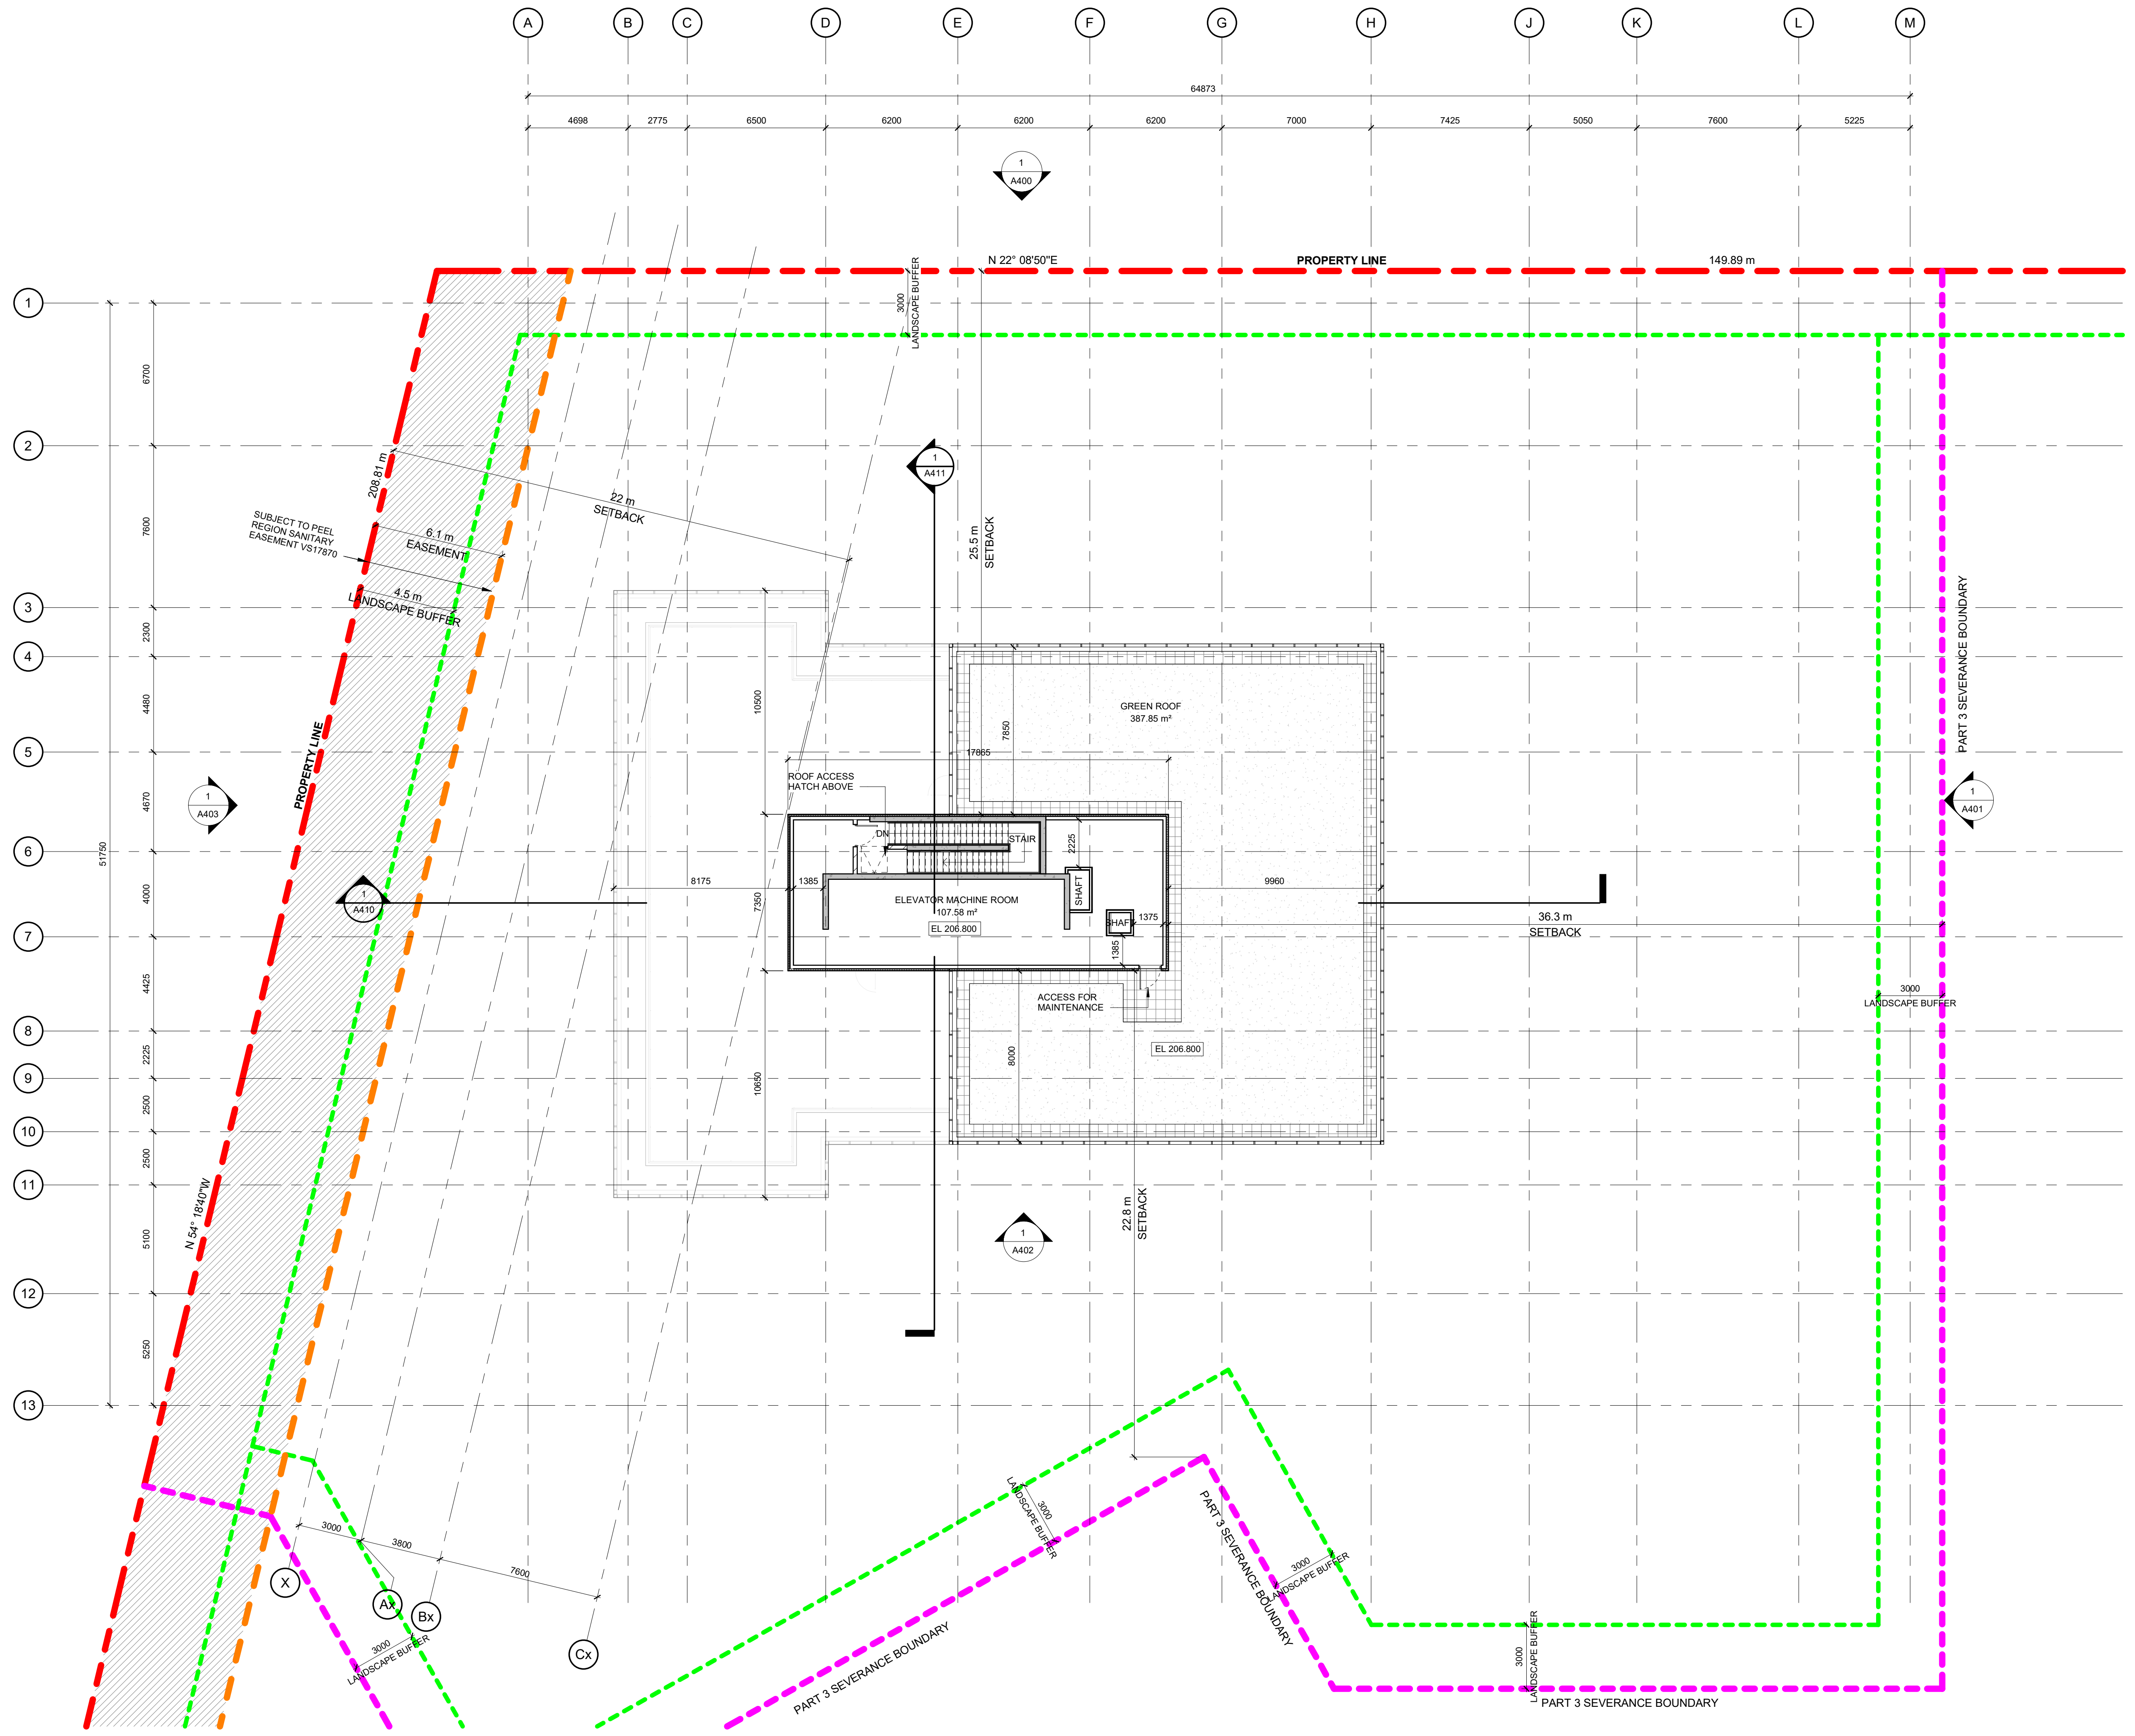 A
B
C
D
E
F
G
H
J
K
L
M
64873
4698
2775
6500
6200
6200
6200
7000
7425
5050
7600
5225
1
A400
N 22° 08'50"E
PROPERTY LINE
149.89 m
3000
LANDSCAPE BUFFER
1
2
3
4
5
6
7
8
9
10
11
12
13
51750
6700
7600
2300
4480
4670
4000
4425
2225
2500
2500
5100
5250
208.81 m
SUBJECT TO PEEL
REGION SANITARY
EASEMENT VS17870
6.1 m
EASEMENT
4.5 m
LANDSCAPE BUFFER
22 m
SETBACK
1
A411
25.5 m
SETBACK
PART 3 SEVERANCE BOUNDARY
PROPERTY LINE
1
A403
1
A401
10500
7850
GREEN ROOF
387.85 m²
17865
ROOF ACCESS
HATCH ABOVE
DN
STAIR
2225
1
A410
8175
1385
7350
ELEVATOR MACHINE ROOM
107.58 m²
EL 206.800
SHAFT
SHAFT
1375
1385
9960
36.3 m
SETBACK
3000
LANDSCAPE BUFFER
ACCESS FOR
MAINTENANCE
8000
EL 206.800
10650
N 54° 18'40"W
22.8 m
SETBACK
1
A402
3000
3800
7600
X
Ax
Bx
Cx
3000
LANDSCAPE BUFFER
3000
LANDSCAPE BUFFER
PART 3 SEVERANCE BOUNDARY
PART 3 SEVERANCE BOUNDARY
3000
LANDSCAPE BUFFER
3000
LANDSCAPE BUFFER
PART 3 SEVERANCE BOUNDARY